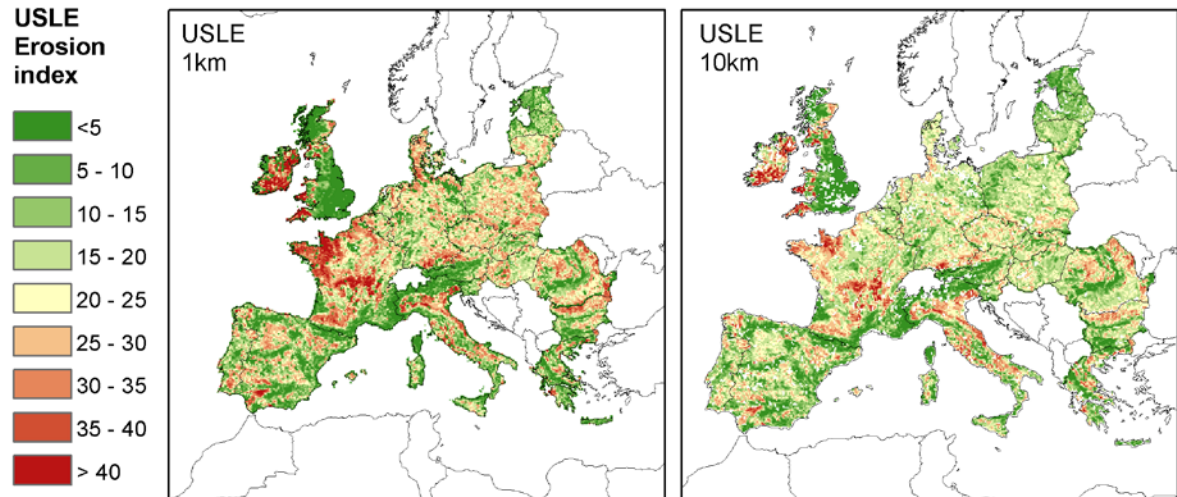 USLE
Erosion
index
<5
5 - 10
10 - 15
15 - 20
20 - 25
25 - 30
30 - 35
35 - 40
> 40
USLE
1km
USLE
10km